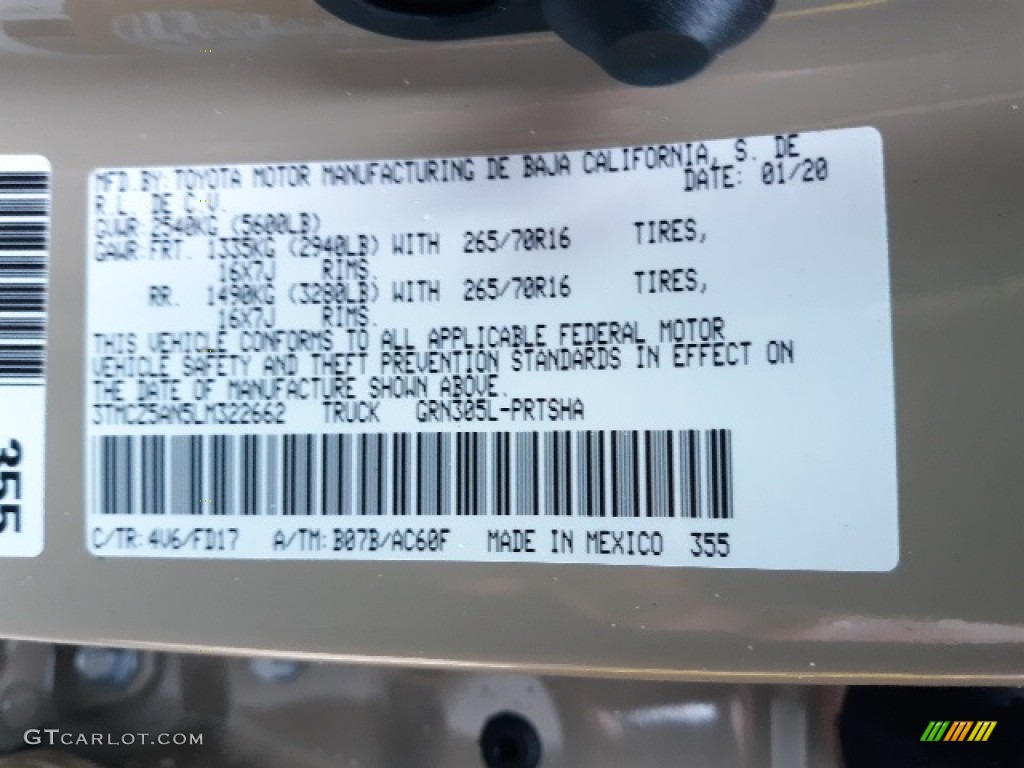 MFD.BY: TOYOTA MOTOR MANUFACTURING DE BAJA CALIFORNIA, S. DE
R.L. DE C.V. DATE: 01/20
GVWR:2540KG (5600LB)
GAWR:FRT. 1335KG (2940LB) WITH 265/70R16 TIRES,
16X7J RIMS.
RR. 1490KG (3280LB) WITH 265/70R16 TIRES,
16X7J RIMS.
THIS VEHICLE CONFORMS TO ALL APPLICABLE FEDERAL MOTOR
VEHICLE SAFETY AND THEFT PREVENTION STANDARDS IN EFFECT ON
THE DATE OF MANUFACTURE SHOWN ABOVE.
3TMCZ5AN5LM322662 TRUCK GRN305L-PRTSHA
C/TR:4V6/FD17 A/TM:B07B/AC60F MADE IN MEXICO 355
355
GTCARLOT.COM